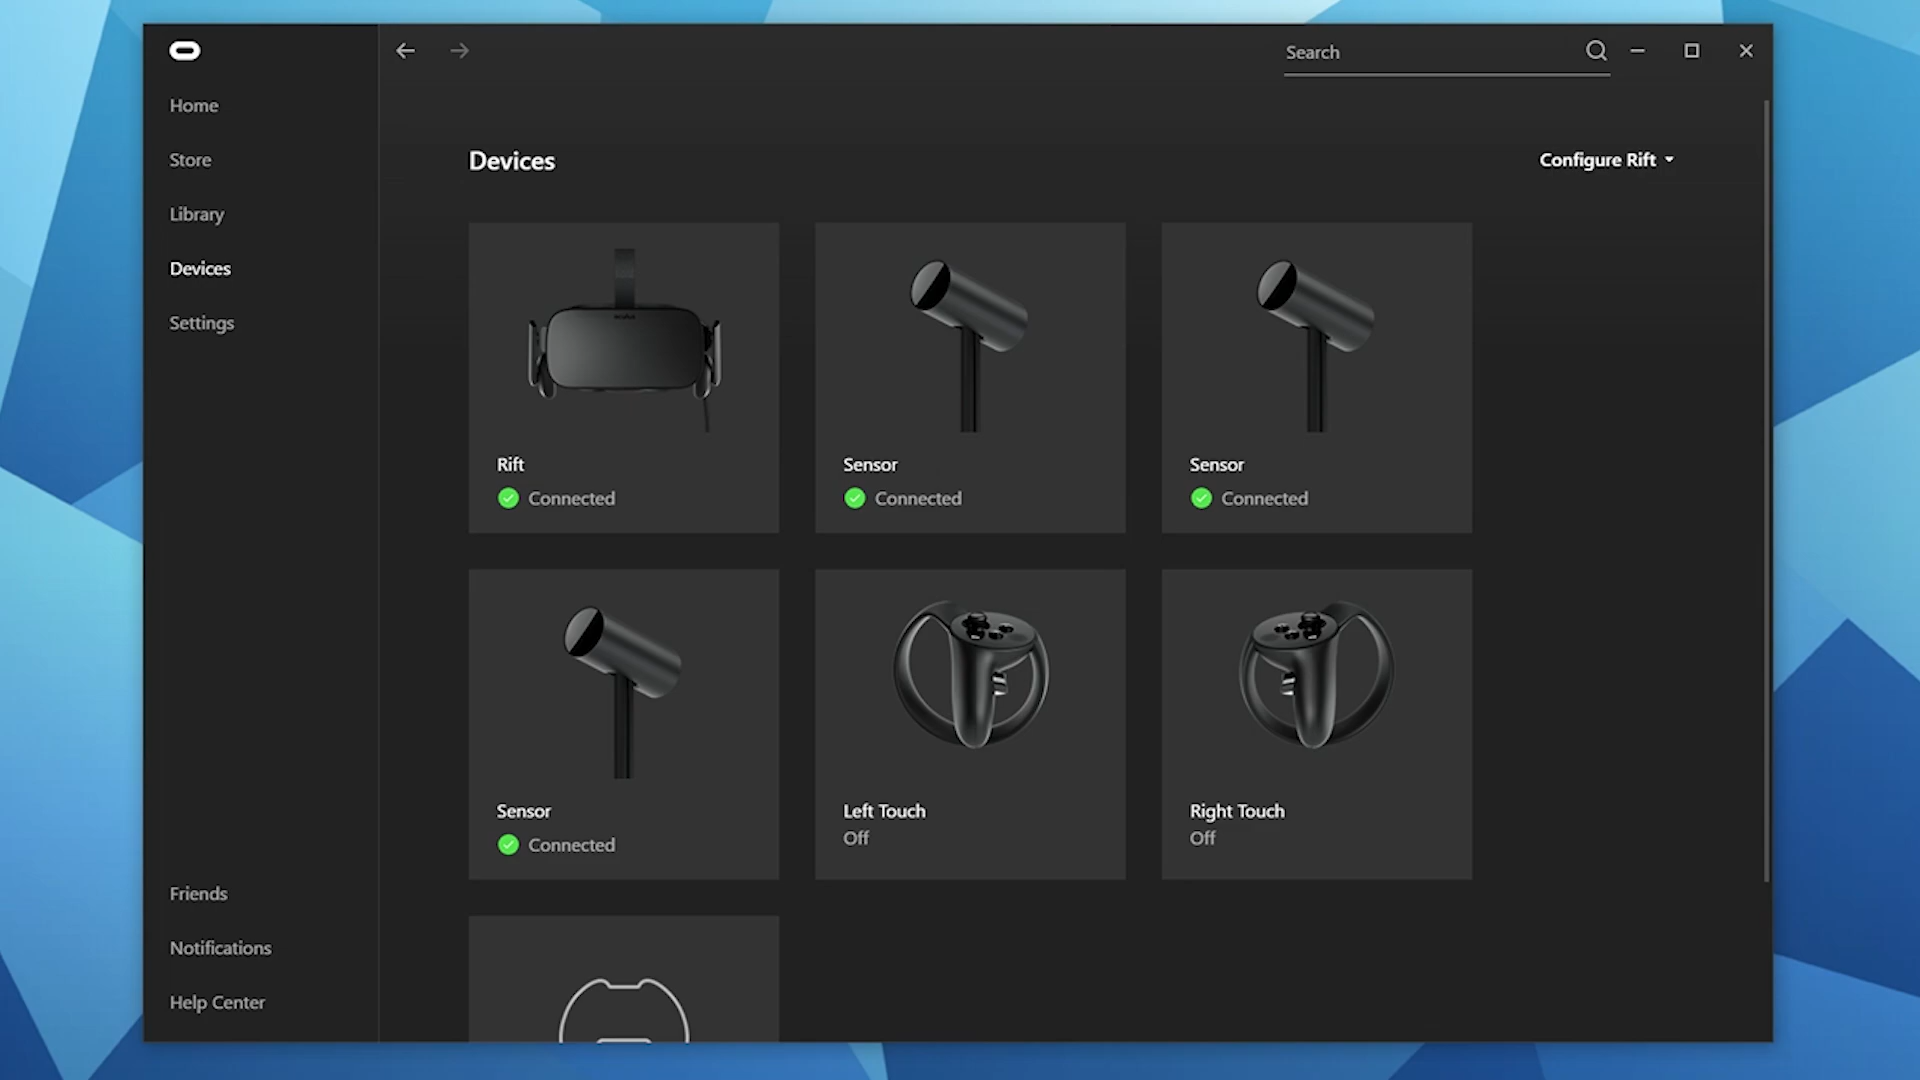 Home
Store
Library
Devices
Settings
Friends
Notifications
Help Center
Search
Devices
Configure Rift
oculus
Rift
Connected
Sensor
Connected
Sensor
Connected
Sensor
Connected
Left Touch
Off
Right Touch
Off